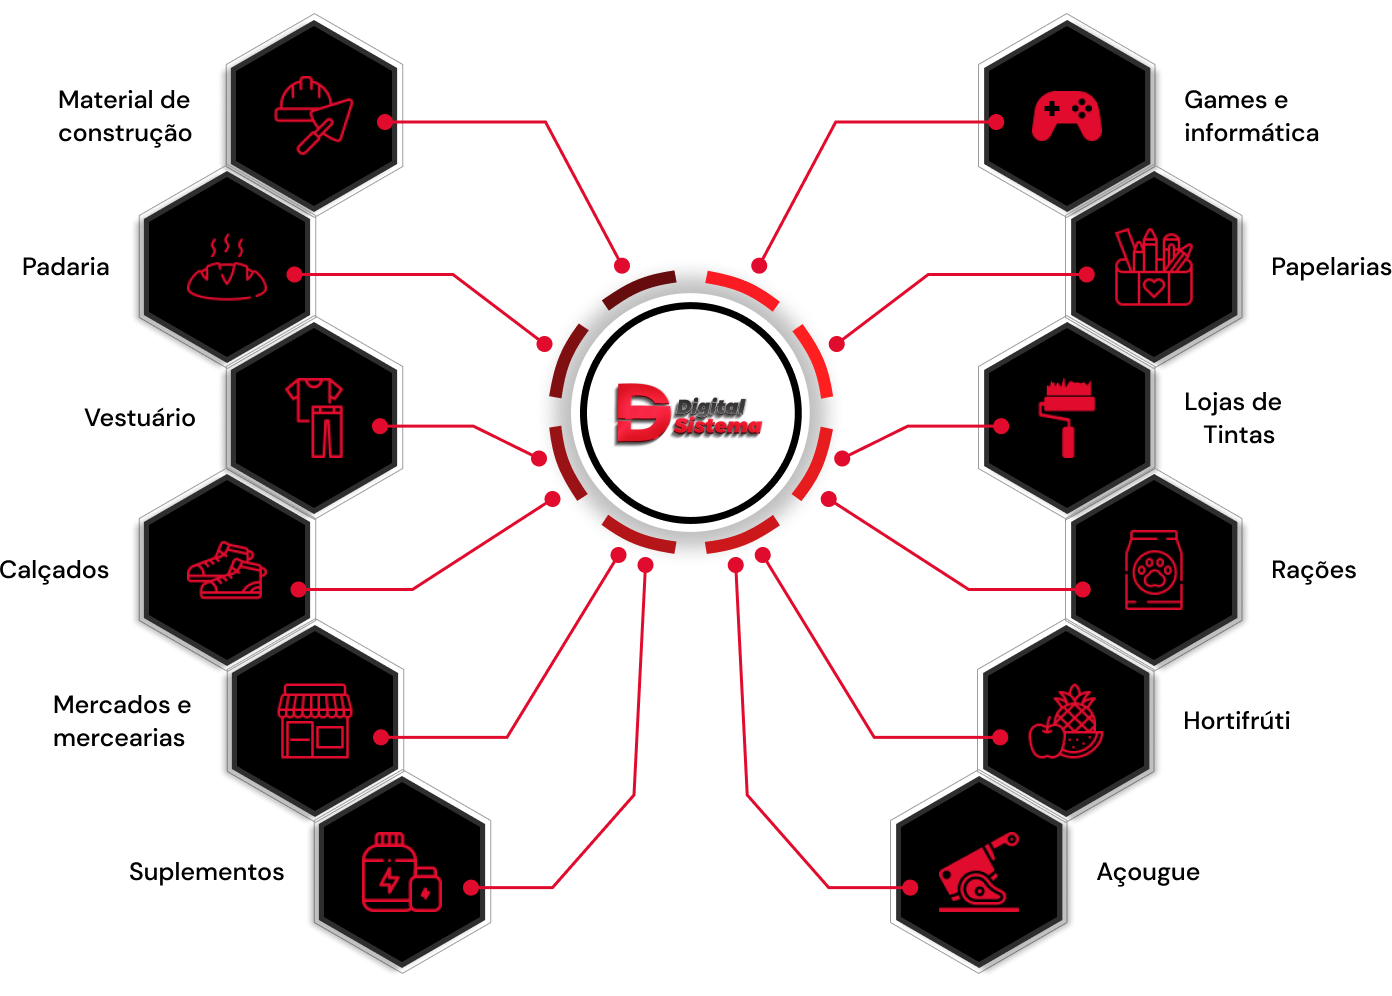 Material de
construção
Padaria
Vestuário
Calçados
Mercados e
mercearias
Suplementos
Digital
Sistema
Games e
informática
Papelarias
Lojas de
Tintas
Rações
Hortifrúti
Açougue